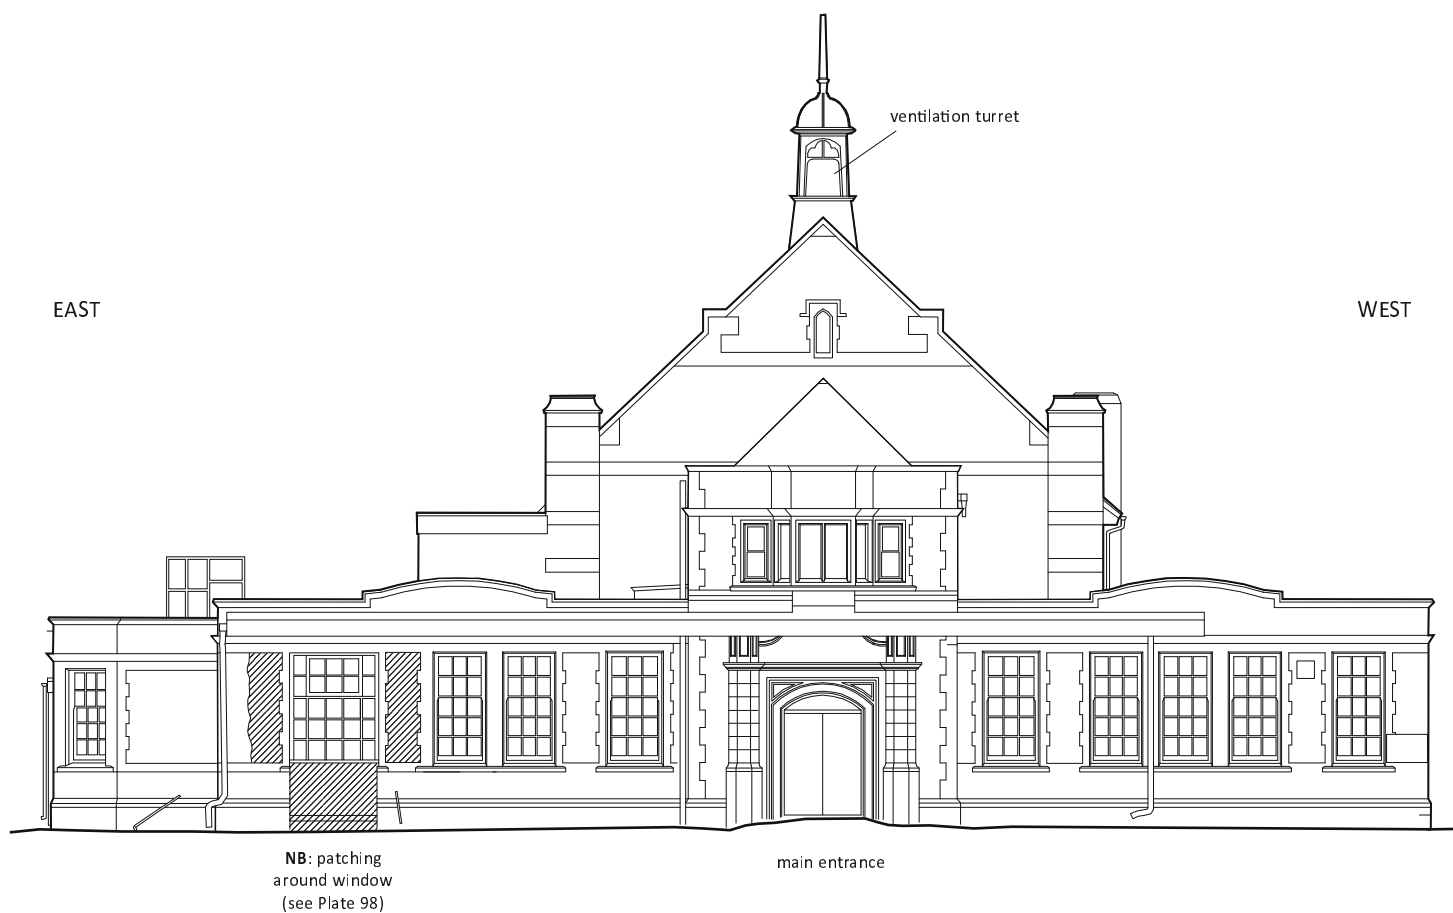 ventilation turret
EAST
WEST
NB: patching
around window
(see Plate 98)
main entrance